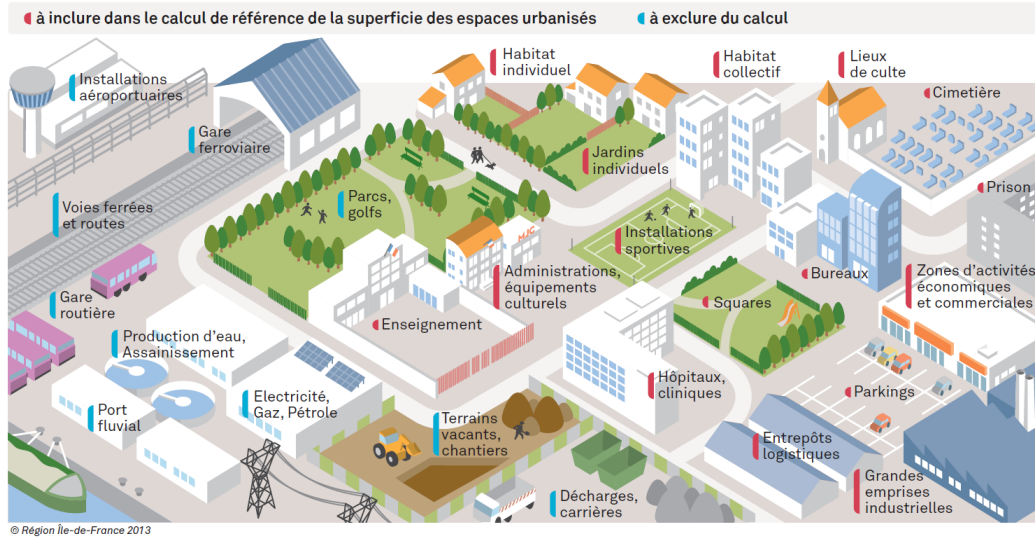 à inclure dans le calcul de référence de la superficie des espaces urbanisés
à exclure du calcul
Installations
aéroportuaires
Habitat
individuel
Habitat
collectif
Lieux
de culte
Cimetière
Gare
ferroviaire
Jardins
individuels
Prison
Voies ferrées
et routes
Parcs,
golfs
Installations
sportives
MJC
Administrations,
équipements
culturels
Bureaux
Zones d'activités
économiques
et commerciales
Gare
routière
Enseignement
Squares
Production d'eau,
Assainissement
Port
fluvial
Electricité,
Gaz, Pétrole
Terrains
vacants,
chantiers
Hôpitaux,
cliniques
Parkings
Entrepôts
logistiques
Grandes
emprises
industrielles
Décharges,
carrières
© Région Île-de-France 2013